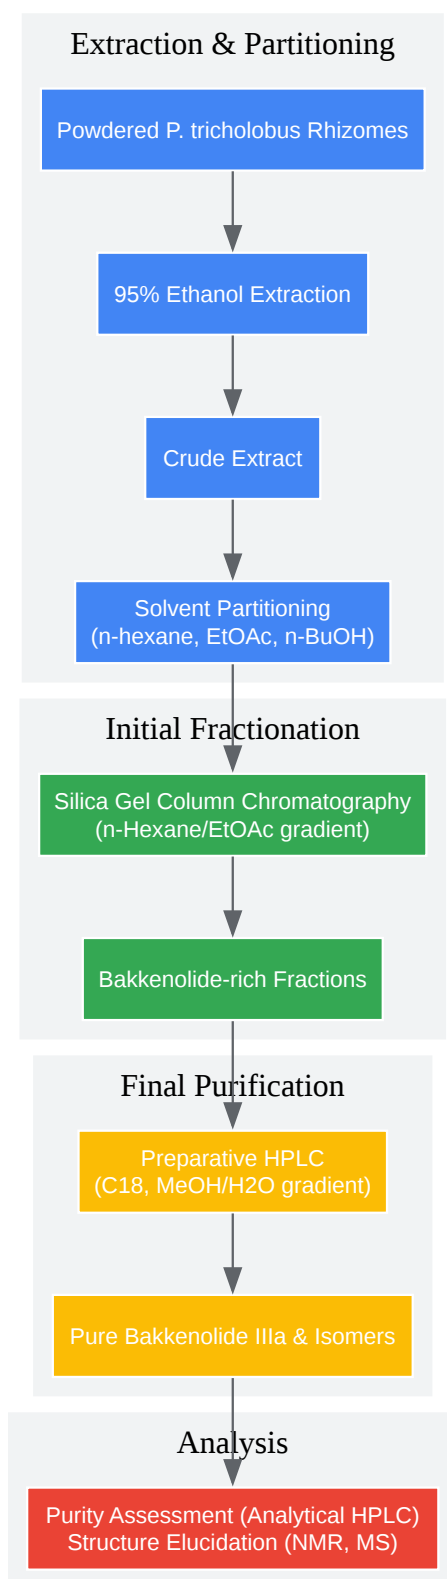 Extraction & Partitioning
Powdered P. tricholobus Rhizomes
95% Ethanol Extraction
Crude Extract
Solvent Partitioning
(n-hexane, EtOAc, n-BuOH)
Initial Fractionation
Silica Gel Column Chromatography
(n-Hexane/EtOAc gradient)
Bakkenolide-rich Fractions
Final Purification
Preparative HPLC
(C18, MeOH/H2O gradient)
Pure Bakkenolide IIIa & Isomers
Analysis
Purity Assessment (Analytical HPLC)
Structure Elucidation (NMR, MS)